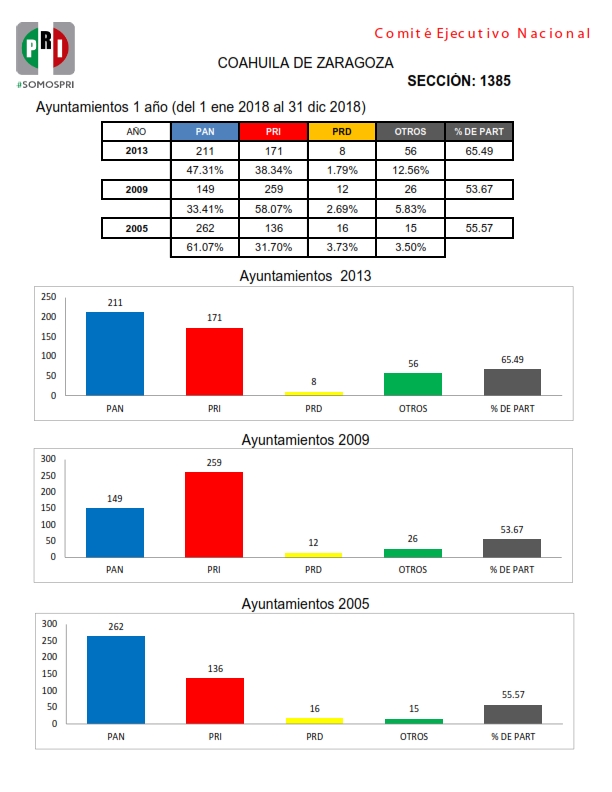 Comité Ejecutivo Nacional
PRI
#SOMOSPRI
COAHUILA DE ZARAGOZA
SECCIÓN: 1385
Ayuntamientos 1 año (del 1 ene 2018 al 31 dic 2018)
AÑO PAN PRI PRD OTROS % DE PART
2013 211 171 8 56 65.49
47.31% 38.34% 1.79% 12.56%
2009 149 259 12 26 53.67
33.41% 58.07% 2.69% 5.83%
2005 262 136 16 15 55.57
61.07% 31.70% 3.73% 3.50%
Ayuntamientos 2013
250
200
150
100
50
0
211
171
8
56
65.49
PAN PRI PRD OTROS % DE PART
Ayuntamientos 2009
300
250
200
150
100
50
0
149
259
12
26
53.67
PAN PRI PRD OTROS % DE PART
Ayuntamientos 2005
300
250
200
150
100
50
0
262
136
16
15
55.57
PAN PRI PRD OTROS % DE PART